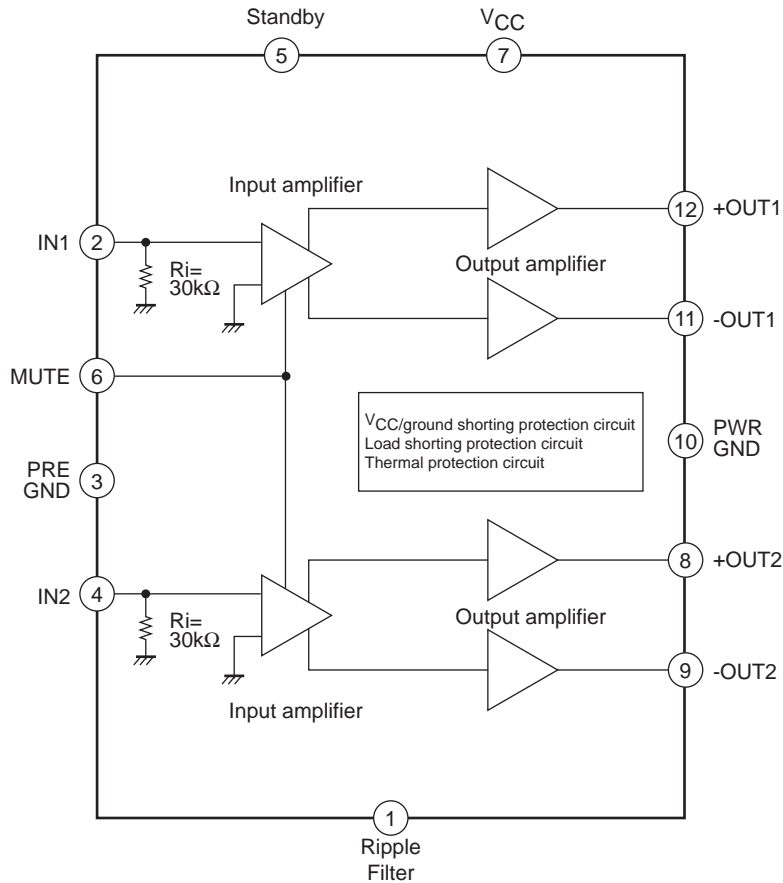 Standby
VCC
5
7
Input amplifier
12
+OUT1
IN1
2
Ri=
30kΩ
Output amplifier
11
-OUT1
MUTE
6
VCC/ground shorting protection circuit
Load shorting protection circuit
Thermal protection circuit
10
PWR
GND
PRE
GND
3
8
+OUT2
IN2
4
Ri=
30kΩ
Output amplifier
9
-OUT2
Input amplifier
1
Ripple
Filter